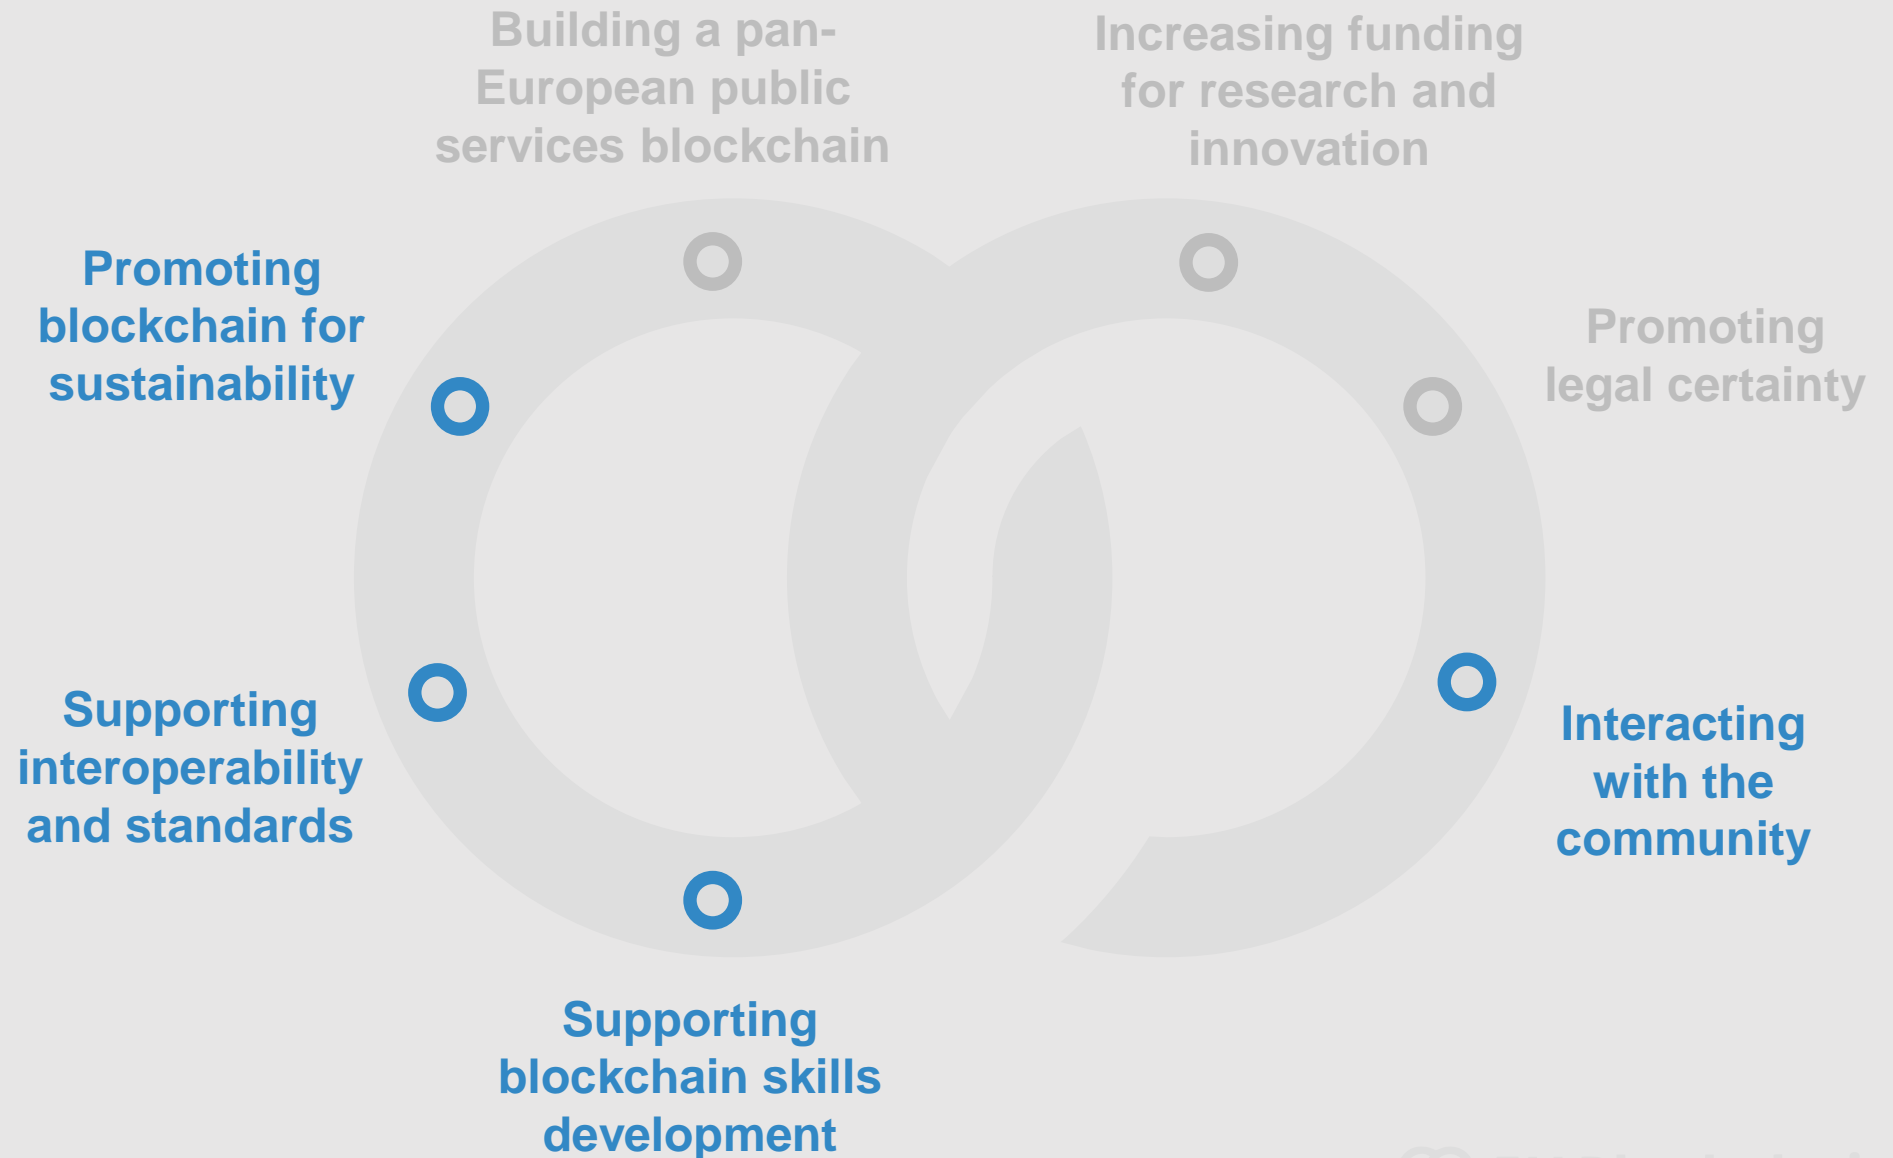 Building a pan-
European public
services blockchain
Increasing funding
for research and
innovation
Promoting
blockchain for
sustainability
Promoting
legal certainty
Supporting
interoperability
and standards
Interacting
with the
community
Supporting
blockchain skills
development